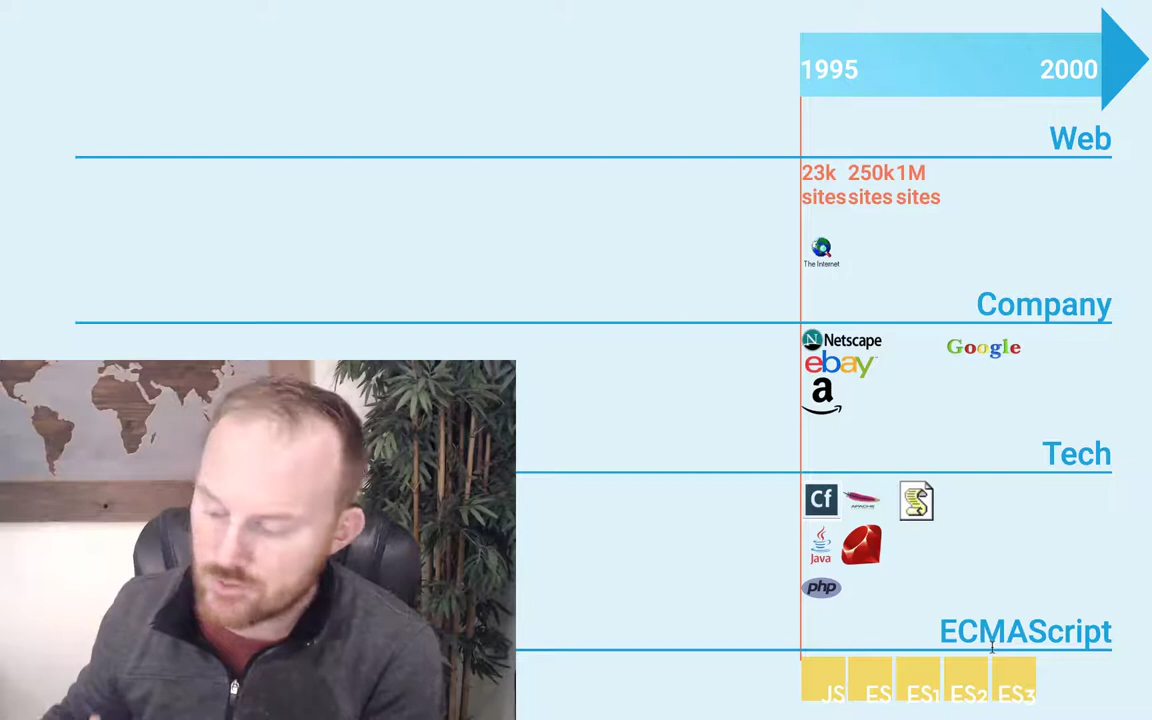 1995 2000
Web
23k 250k 1M
sites sites sites
The Internet
Company
Netscape Google
ebay
a
Tech
Cf APACHE
Java
php
ECMAScript
JS ES ES1 ES2 ES3